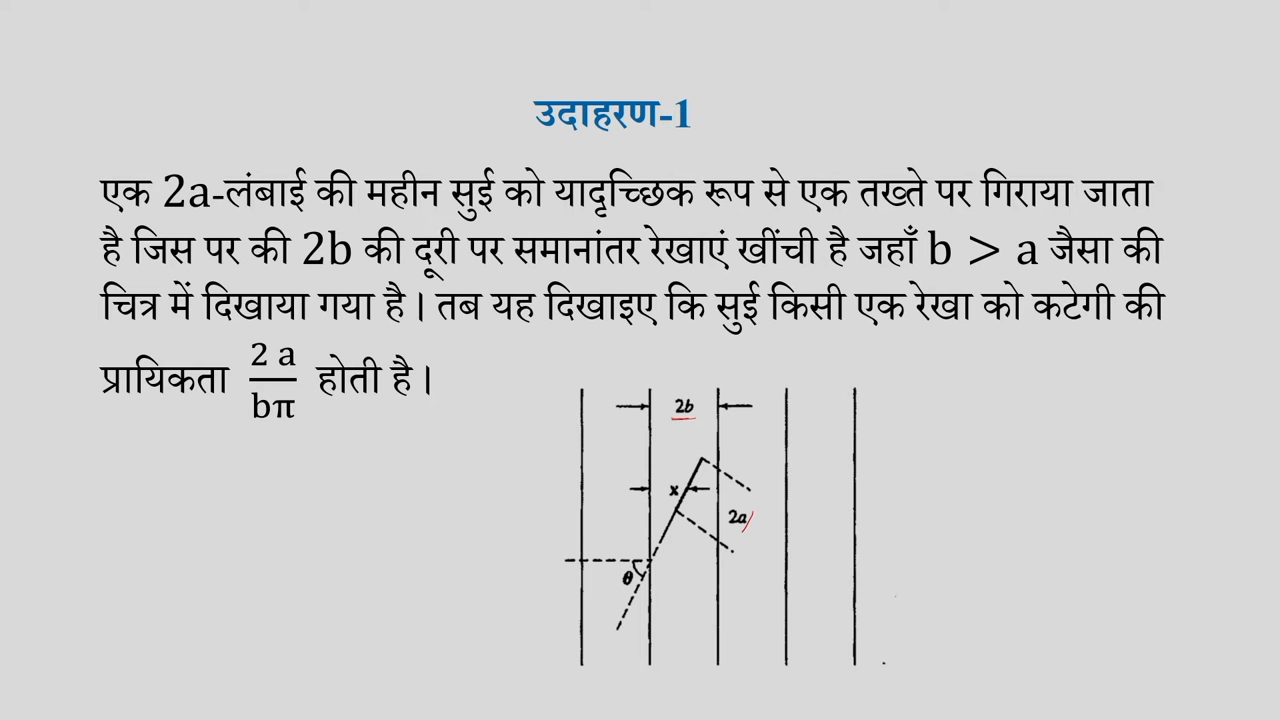 उदाहरण-1
एक 2a-लंबाई की महीन सुई को यादृच्छिक रूप से एक तख्ते पर गिराया जाता
है जिस पर की 2b की दूरी पर समानांतर रेखाएं खींची है जहाँ b > a जैसा की
चित्र में दिखाया गया है। तब यह दिखाइए कि सुई किसी एक रेखा को कटेगी की
प्रायिकता 2 a/bπ होती है।
2b
x
2a
θ